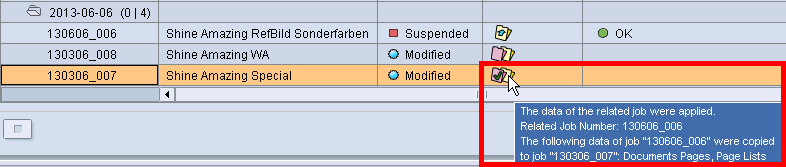 2013-06-06 (0 | 4)
130606_006 Shine Amazing RefBild Sonderfarben Suspended OK
130306_008 Shine Amazing WA Modified
130306_007 Shine Amazing Special Modified
The data of the related job were applied.
Related Job Number: 130606_006
The following data of job "130606_006" were copied
to job "130306_007": Documents Pages, Page Lists